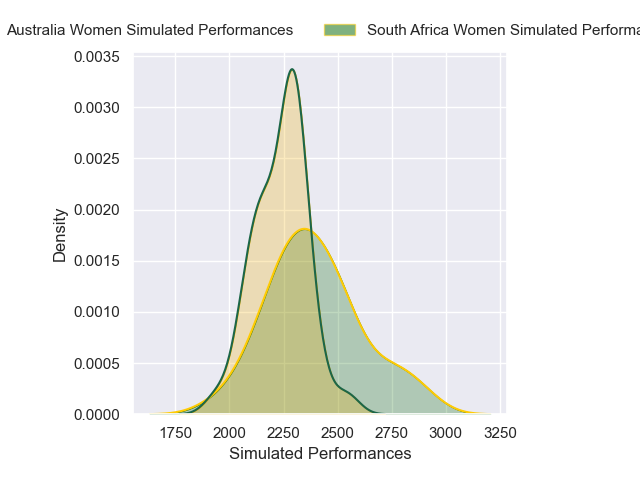 Australia Women Simulated Performances South Africa Women Simulated Performa
0.0035
0.0030
0.0025
0.0020
0.0015
0.0010
0.0005
0.0000
Density
1750 2000 2250 2500 2750 3000 3250
Simulated Performances